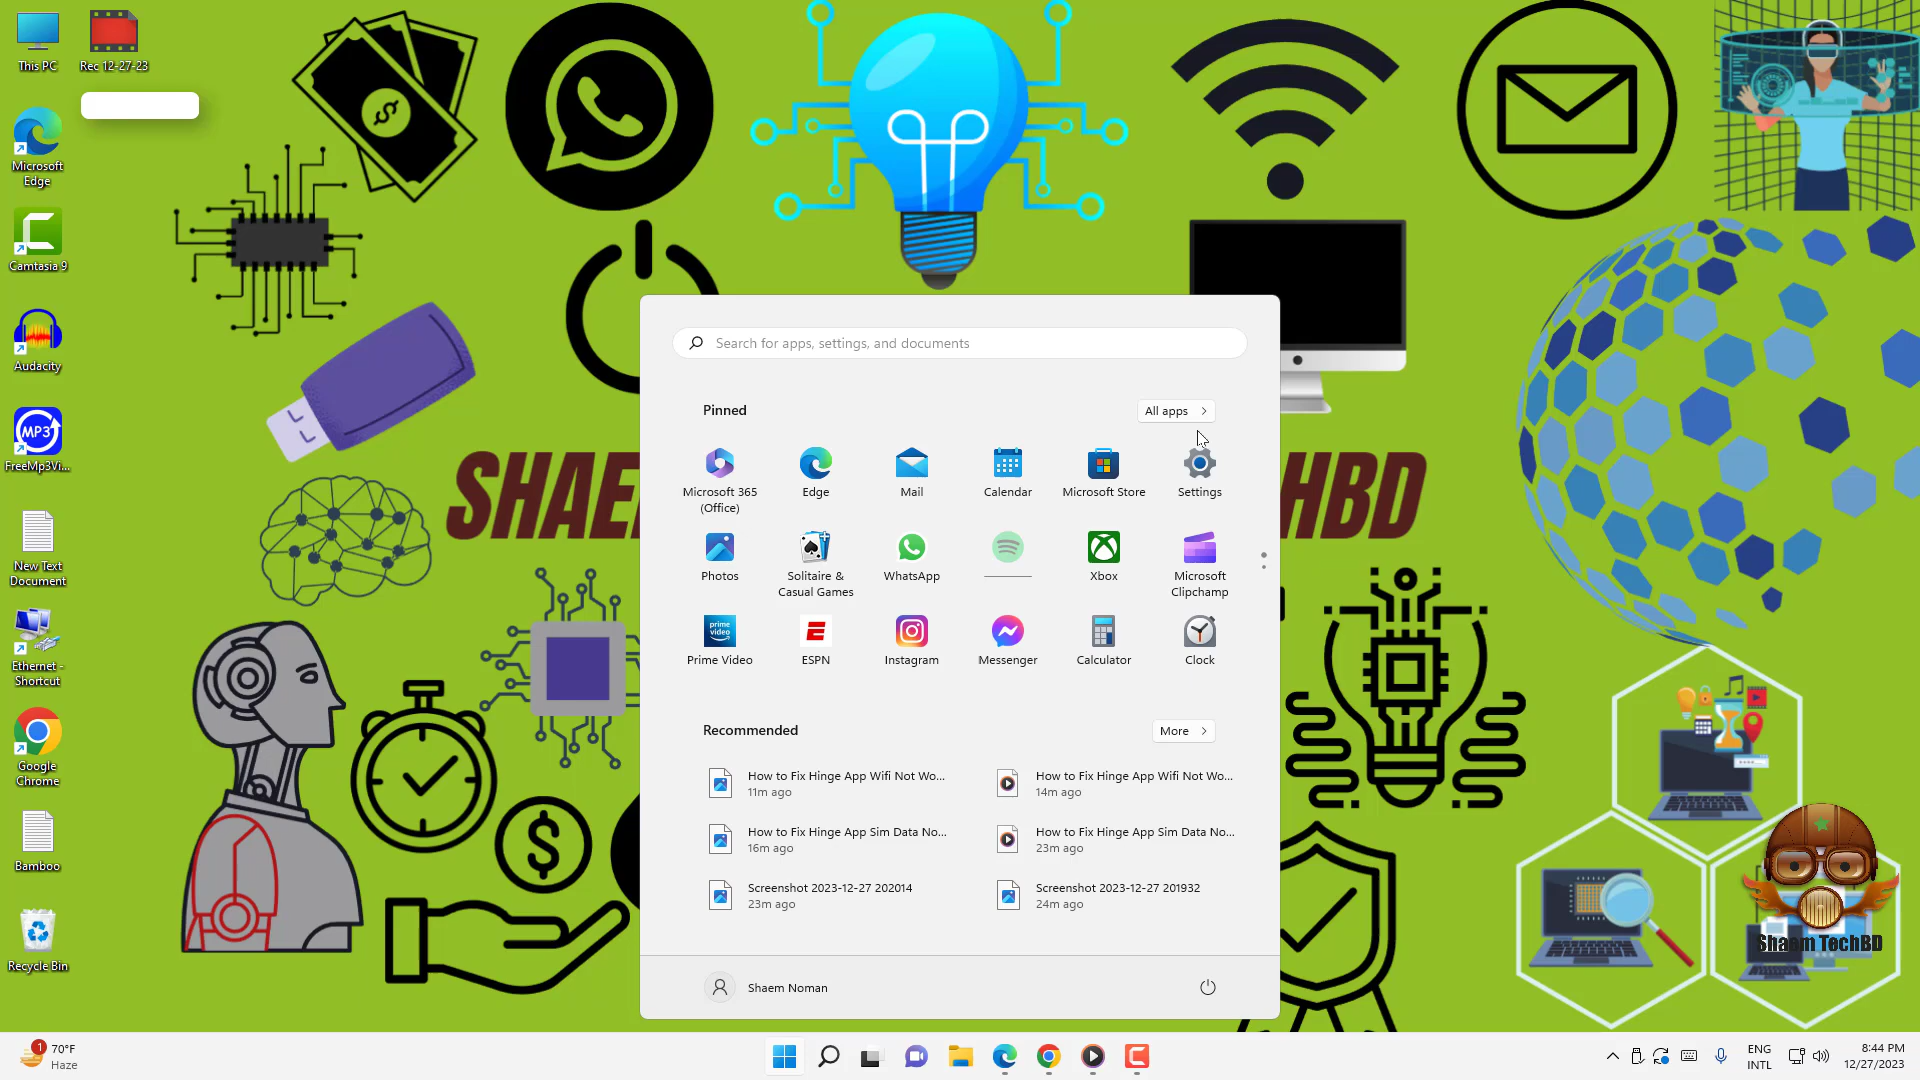 This PC
Rec 12-27-23
Microsoft
Edge
Camtasia 9
Audacity
MP3
FreeMp3Vi...
New Text
Document
Ethernet -
Shortcut
Google
Chrome
Bamboo
Recycle Bin
SHAE
HBD
Search for apps, settings, and documents
Pinned
All apps
Microsoft 365
(Office)
Edge
Mail
Calendar
Microsoft Store
Settings
Photos
Solitaire &
Casual Games
WhatsApp
Xbox
Microsoft
Clipchamp
prime
video
Prime Video
ESPN
Instagram
Messenger
Calculator
Clock
Recommended
More
How to Fix Hinge App Wifi Not Wo...
11m ago
How to Fix Hinge App Wifi Not Wo...
14m ago
How to Fix Hinge App Sim Data No...
16m ago
How to Fix Hinge App Sim Data No...
23m ago
Screenshot 2023-12-27 202014
23m ago
Screenshot 2023-12-27 201932
24m ago
Shaem Noman
Shaem TechBD
1
70°F
Haze
ENG
INTL
8:44 PM
12/27/2023